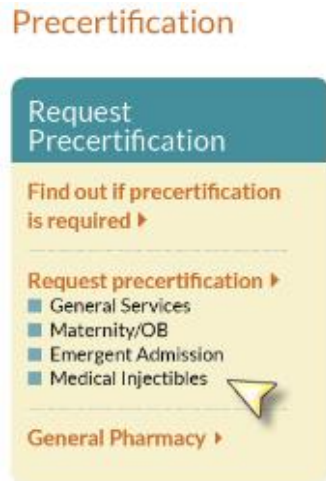 Precertification
Request
Precertification
Find out if precertification
is required
Request precertification
General Services
Maternity/OB
Emergent Admission
Medical Injectibles
General Pharmacy